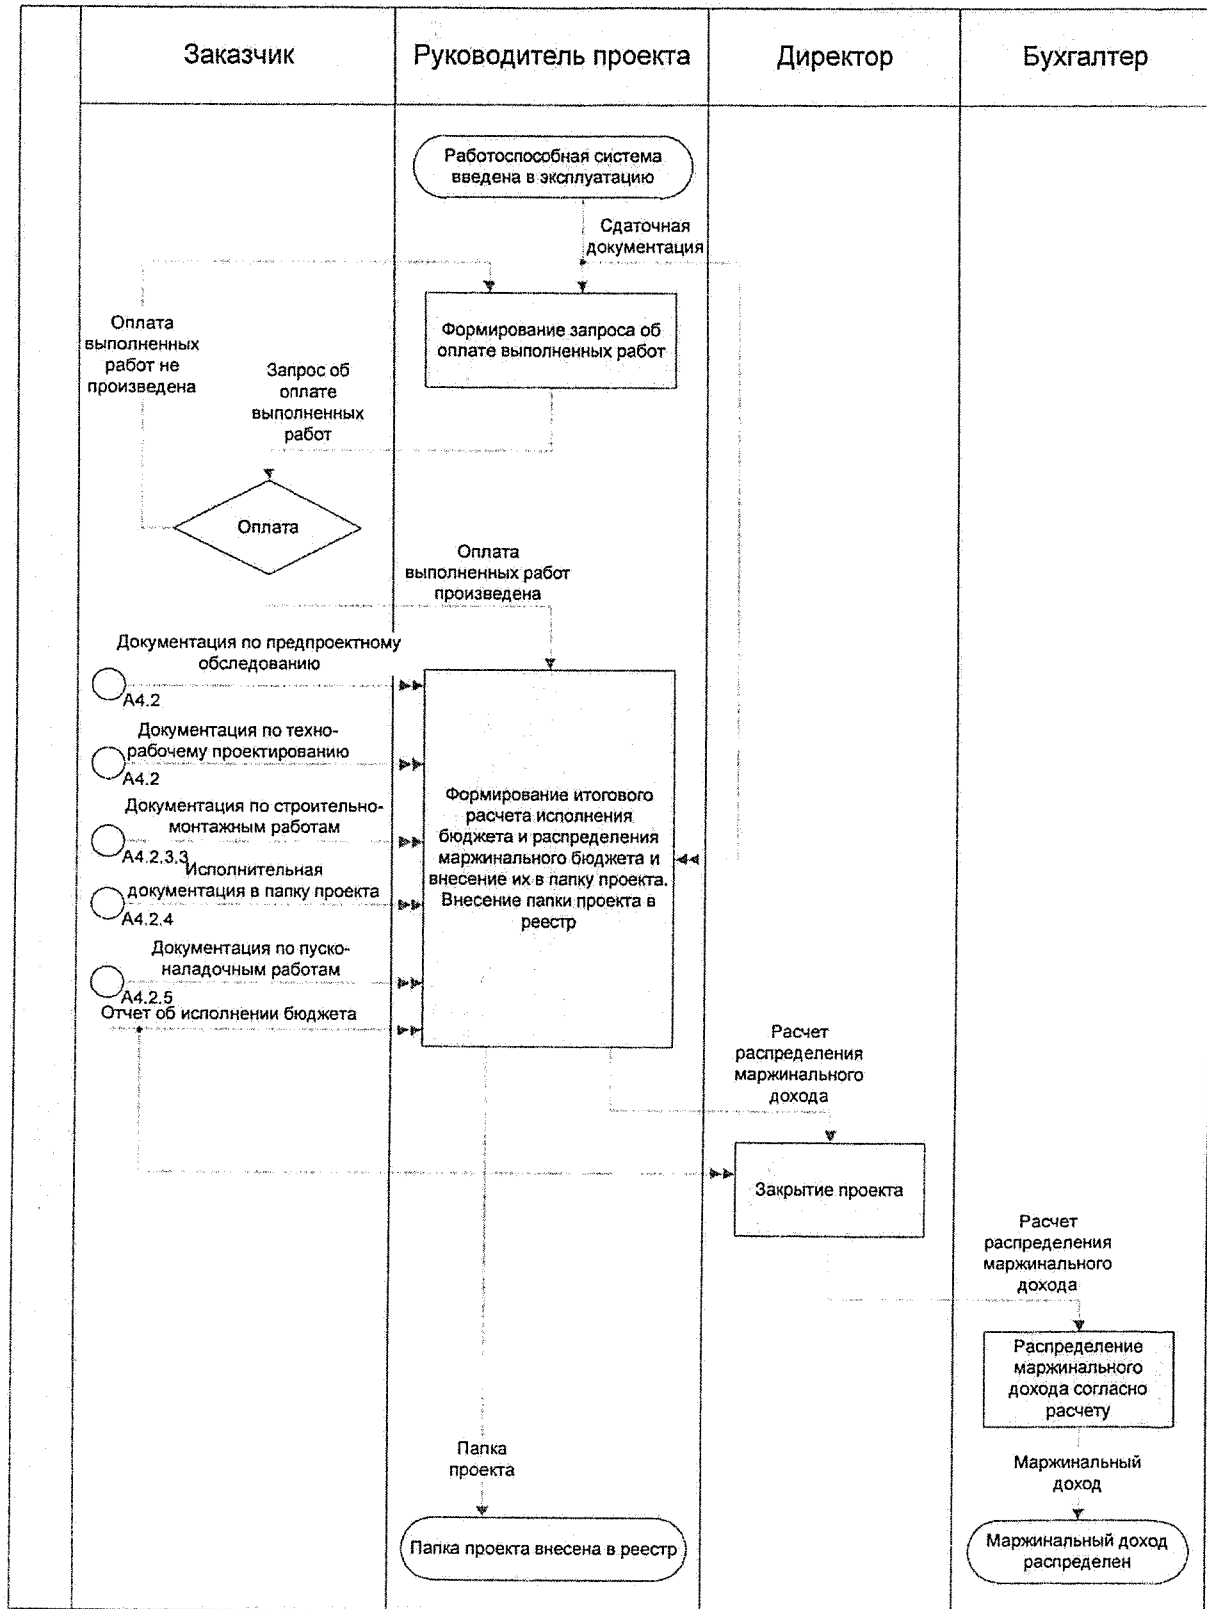 Заказчик
Руководитель проекта
Директор
Бухгалтер
Работоспособная система
введена в эксплуатацию
Сдаточная
документация
Формирование запроса об
оплате выполненных работ
Оплата
выполненных
работ не
произведена
Запрос об
оплате
выполненных
работ
Оплата
Оплата
выполненных работ
произведена
Документация по предпроектному
обследованию
А4.2
Документация по техно-
рабочему проектированию
А4.2
Документация по строительно-
монтажным работам
А4.2.3.3
Исполнительная
документация в папку проекта
А4.2.4
Документация по пуско-
наладочным работам
А4.2.5
Отчет об исполнении бюджета
Формирование итогового
расчета исполнения
бюджета и распределения
маржинального бюджета и
внесение их в папку проекта.
Внесение папки проекта в
реестр
Расчет
распределения
маржинального
дохода
Закрытие проекта
Расчет
распределения
маржинального
дохода
Распределение
маржинального
дохода согласно
расчету
Папка
проекта
Маржинальный
доход
Папка проекта внесена в реестр
Маржинальный доход
распределен